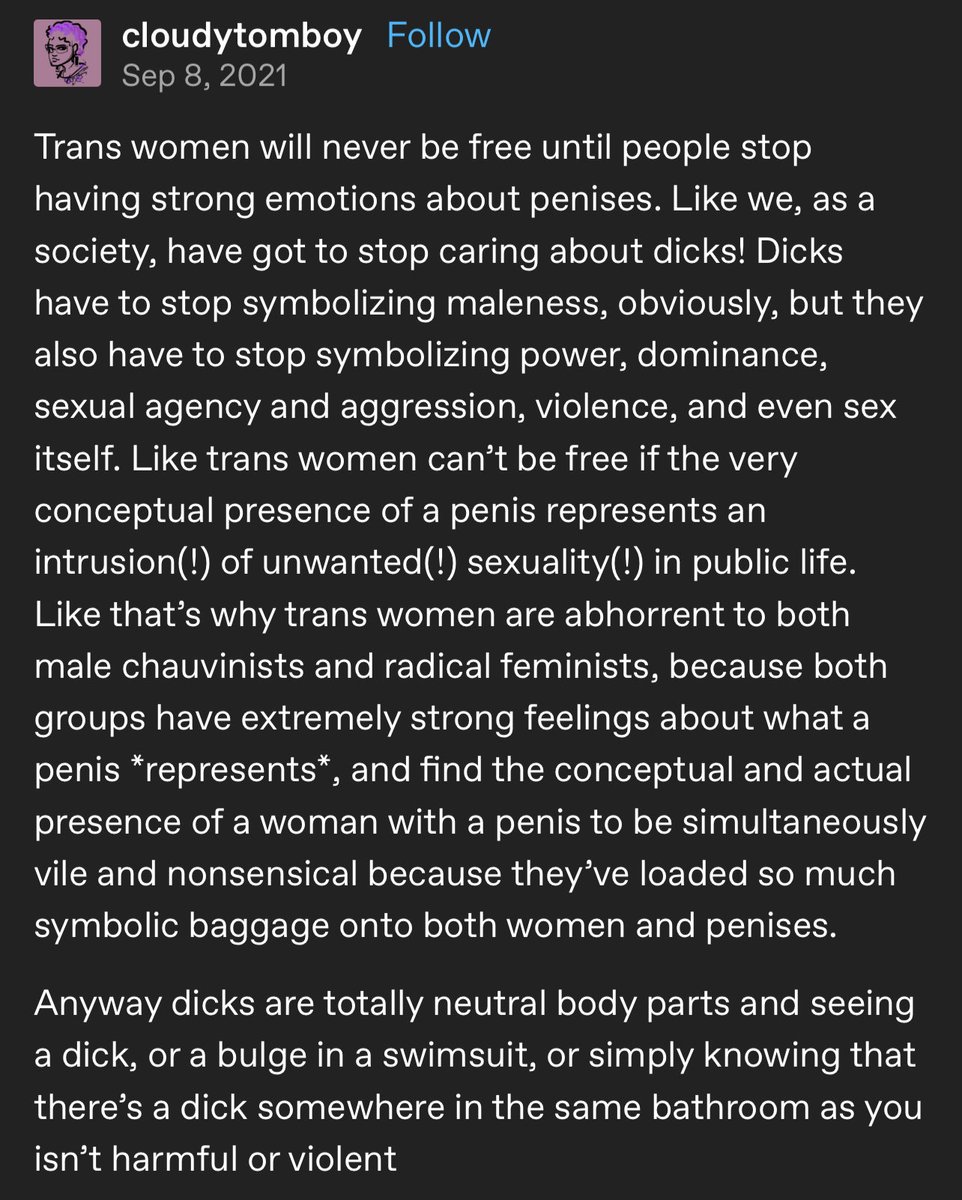 cloudytomboy Follow
Sep 8, 2021
Trans women will never be free until people stop
having strong emotions about penises. Like we, as a
society, have got to stop caring about dicks! Dicks
have to stop symbolizing maleness, obviously, but they
also have to stop symbolizing power, dominance,
sexual agency and aggression, violence, and even sex
itself. Like trans women can’t be free if the very
conceptual presence of a penis represents an
intrusion(!) of unwanted(!) sexuality(!) in public life.
Like that’s why trans women are abhorrent to both
male chauvinists and radical feminists, because both
groups have extremely strong feelings about what a
penis *represents*, and find the conceptual and actual
presence of a woman with a penis to be simultaneously
vile and nonsensical because they’ve loaded so much
symbolic baggage onto both women and penises.
Anyway dicks are totally neutral body parts and seeing
a dick, or a bulge in a swimsuit, or simply knowing that
there’s a dick somewhere in the same bathroom as you
isn’t harmful or violent